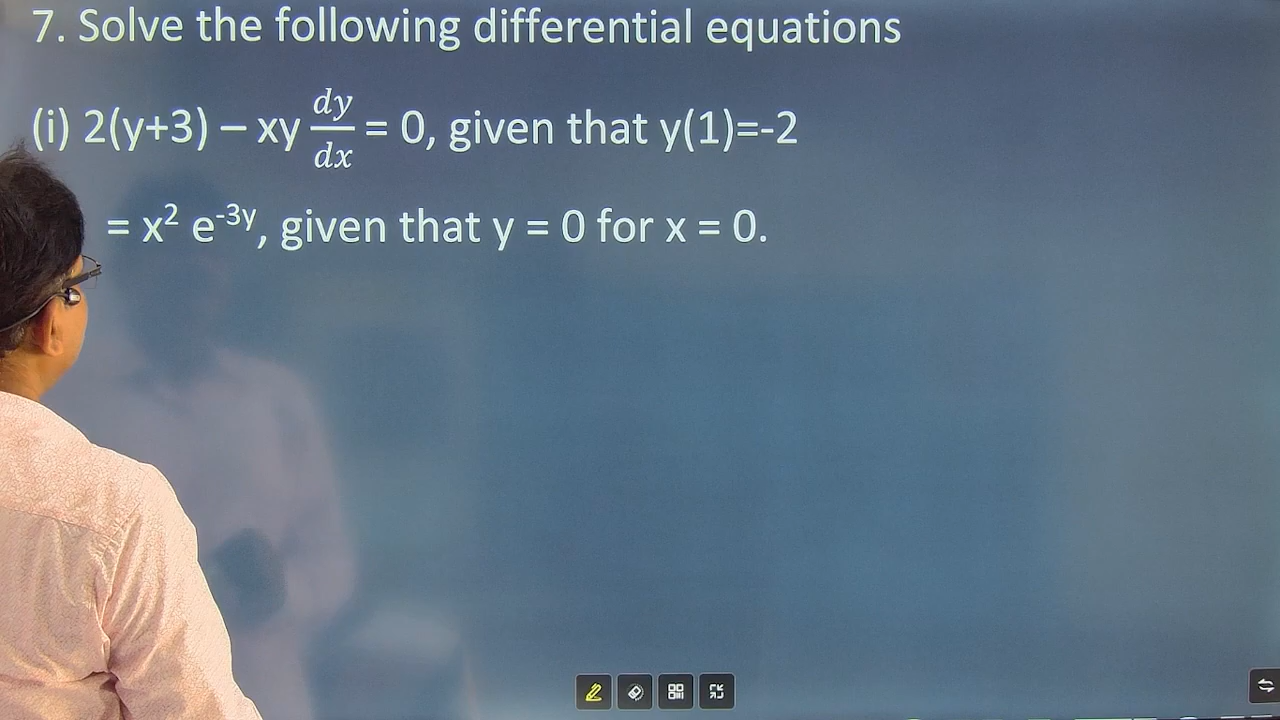 7. Solve the following differential equations
(i) 2(y+3) – xy dy/dx = 0, given that y(1)=-2
= x² e⁻³ʸ, given that y = 0 for x = 0.